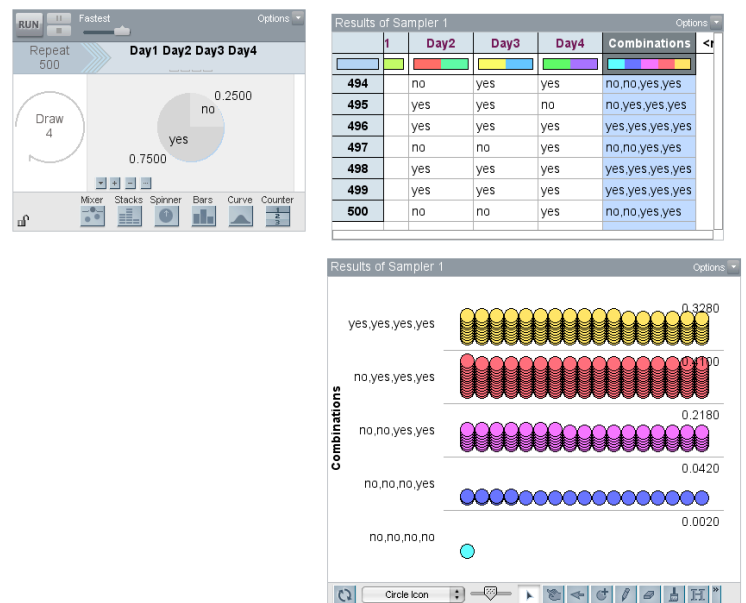 RUN Fastest Options
Repeat
500
Day1 Day2 Day3 Day4
Draw
4
0.2500
no
yes
0.7500
Mixer Stacks Spinner Bars Curve Counter
1
2
3
Results of Sampler 1 Options
1 Day2 Day3 Day4 Combinations
494 no yes yes no,no,yes,yes
495 yes yes no no,yes,yes,yes
496 yes yes yes yes,yes,yes,yes
497 no no yes no,no,yes,yes
498 yes yes yes yes,yes,yes,yes
499 yes yes yes yes,yes,yes,yes
500 no no yes no,no,yes,yes
Results of Sampler 1 Options
Combinations
yes,yes,yes,yes 0.3280
no,yes,yes,yes 0.4100
no,no,yes,yes 0.2180
no,no,no,yes 0.0420
no,no,no,no 0.0020
Circle Icon